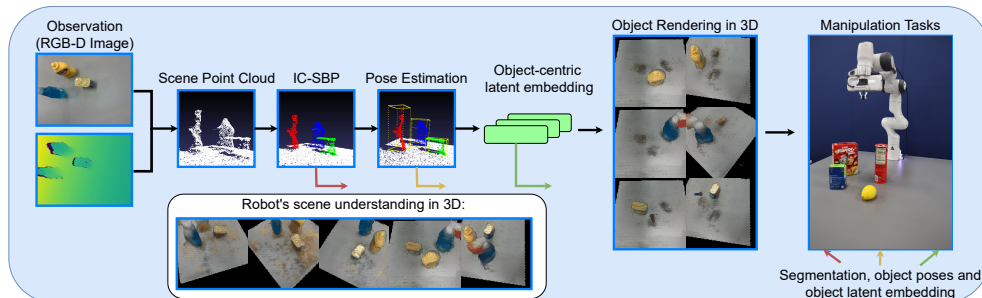 Observation
(RGB-D Image)
Scene Point Cloud
IC-SBP
Pose Estimation
Object-centric
latent embedding
Object Rendering in 3D
Manipulation Tasks
Robot's scene understanding in 3D:
Segmentation, object poses and
object latent embedding